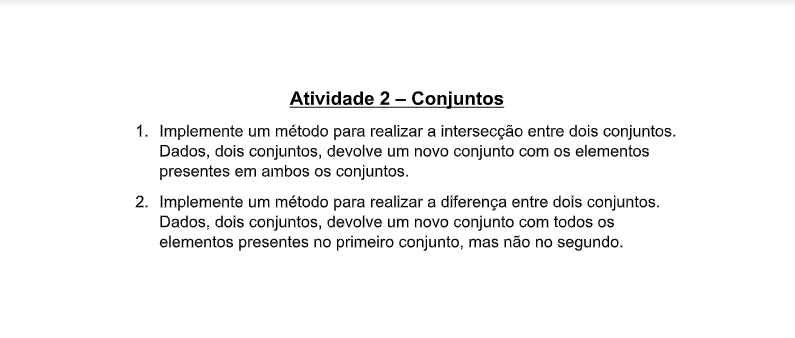 Atividade 2 – Conjuntos
1. Implemente um método para realizar a intersecção entre dois conjuntos.
Dados, dois conjuntos, devolve um novo conjunto com os elementos
presentes em ambos os conjuntos.
2. Implemente um método para realizar a diferença entre dois conjuntos.
Dados, dois conjuntos, devolve um novo conjunto com todos os
elementos presentes no primeiro conjunto, mas não no segundo.